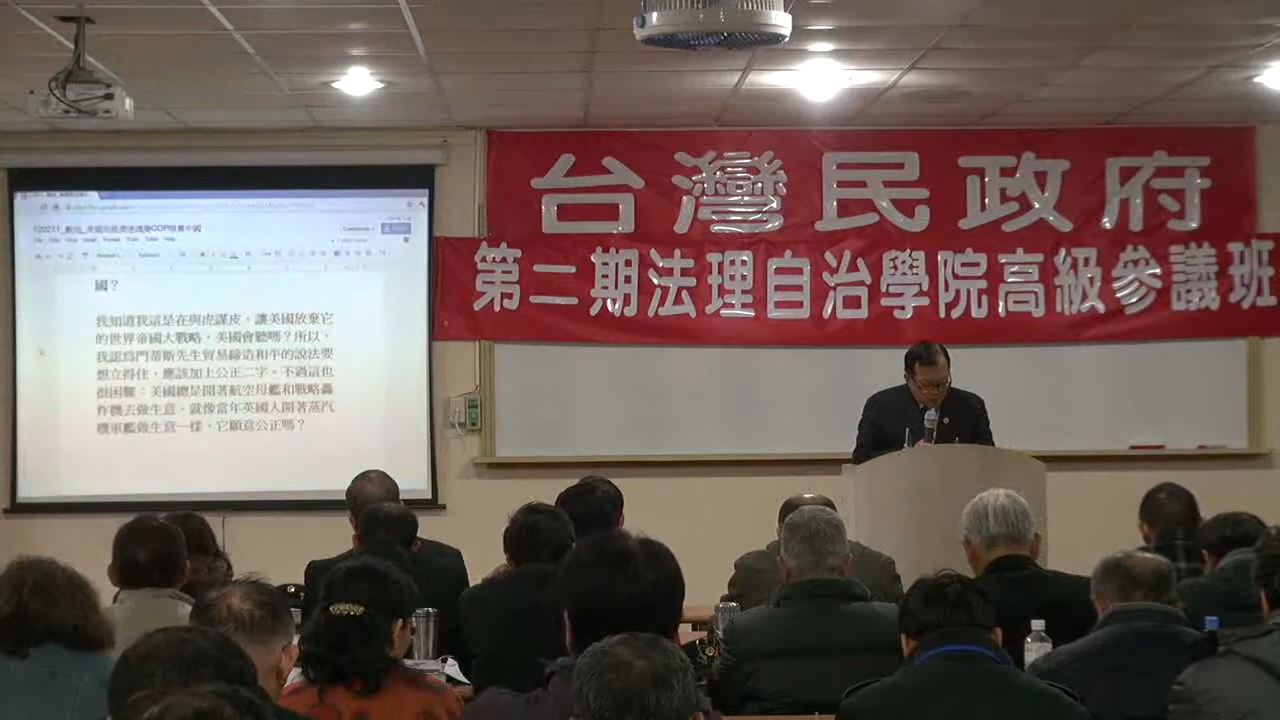 台灣民政府
第二期法理自治學院高級參議班
國?
我知道我這是在與虎謀皮，讓美國放棄它
的世界帝國大戰略，美國會聽嗎?所以，
我認為門蒂斯先生貿易締造和平的說法要
想立得住，應該加上公正二字。不過這也
很困難：美國總是開著航空母艦和戰略轟
炸機去做生意，就像當年英國人開著蒸汽
機軍艦做生意一樣，它願意公正嗎?